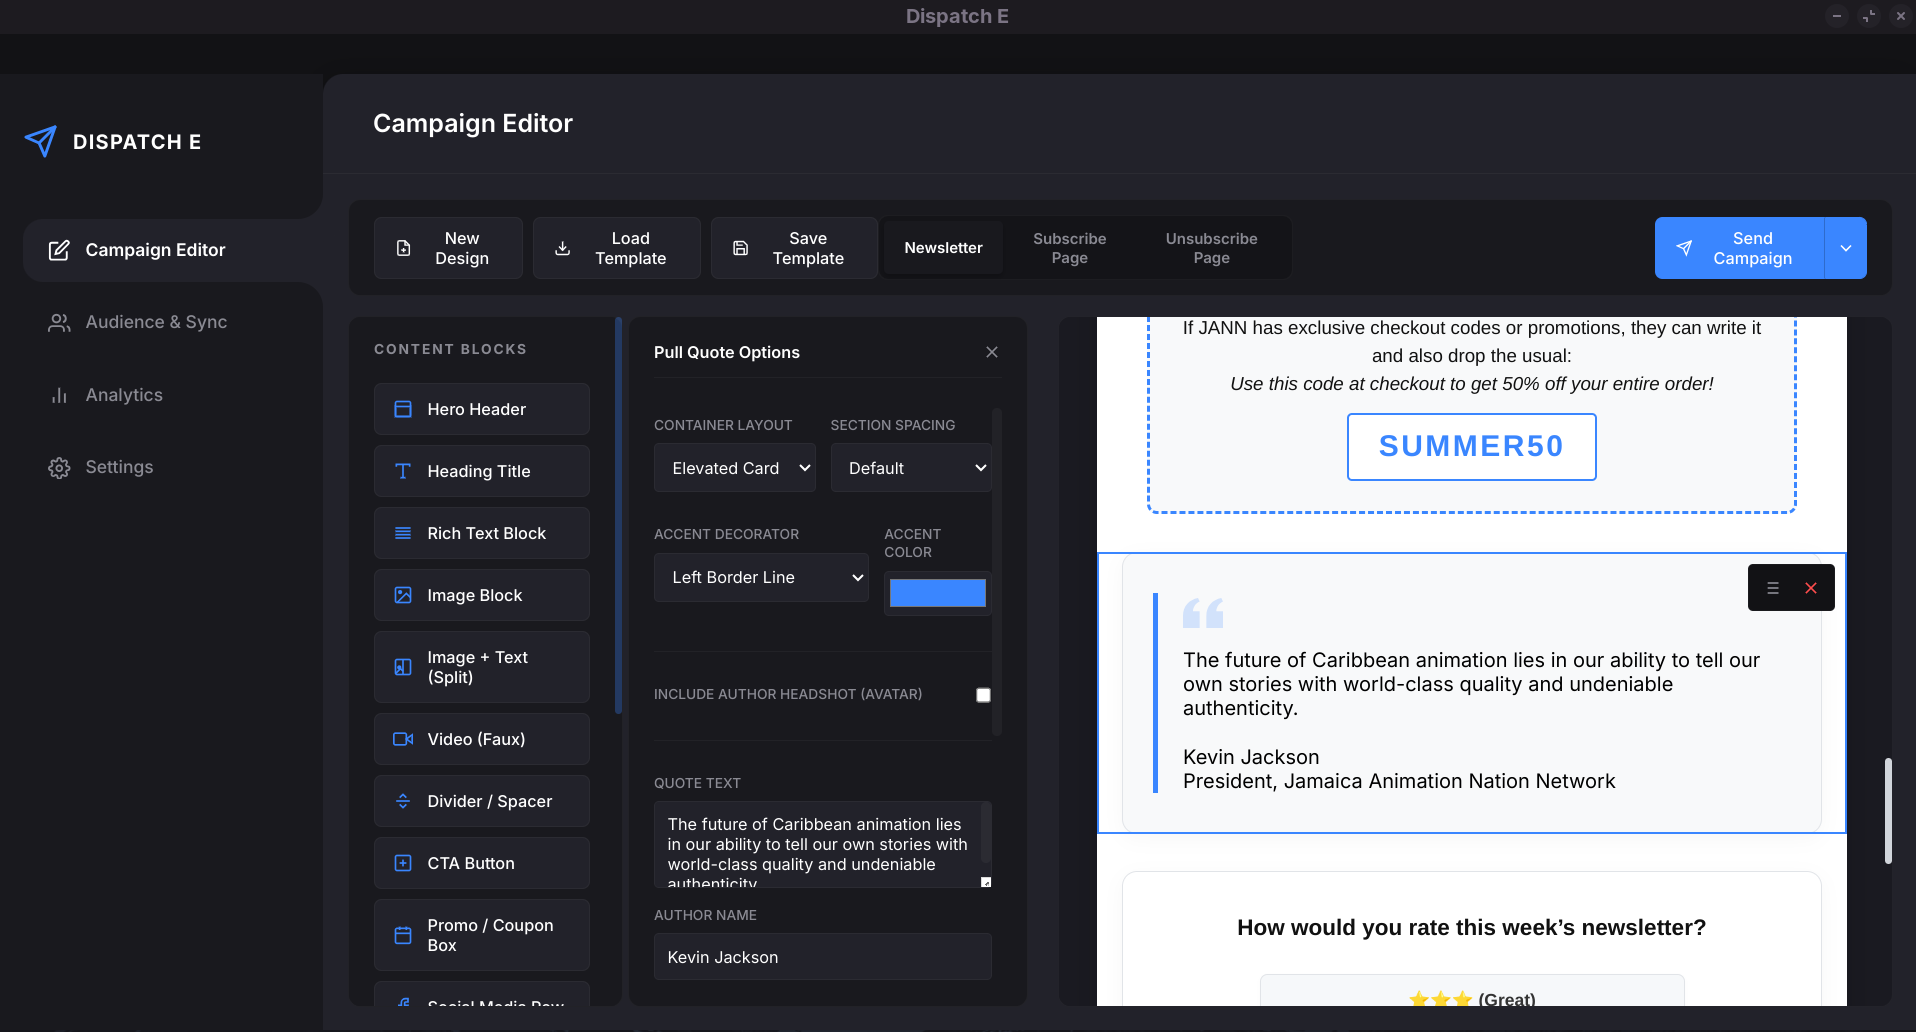 Dispatch E
DISPATCH E
Campaign Editor
Audience & Sync
Analytics
Settings
Campaign Editor
New
Design
Load
Template
Save
Template
Newsletter
Subscribe
Page
Unsubscribe
Page
Send
Campaign
CONTENT BLOCKS
Hero Header
Heading Title
Rich Text Block
Image Block
Image + Text
(Split)
Video (Faux)
Divider / Spacer
CTA Button
Promo / Coupon
Box
Social Media Row
Pull Quote Options
CONTAINER LAYOUT
SECTION SPACING
Elevated Card
Default
ACCENT DECORATOR
ACCENT
COLOR
Left Border Line
INCLUDE AUTHOR HEADSHOT (AVATAR)
QUOTE TEXT
The future of Caribbean animation lies
in our ability to tell our own stories with
world-class quality and undeniable
authenticity.
AUTHOR NAME
Kevin Jackson
If JANN has exclusive checkout codes or promotions, they can write it
and also drop the usual:
Use this code at checkout to get 50% off your entire order!
SUMMER50
The future of Caribbean animation lies in our ability to tell our
own stories with world-class quality and undeniable
authenticity.
Kevin Jackson
President, Jamaica Animation Nation Network
How would you rate this week’s newsletter?
⭐⭐⭐ (Great)